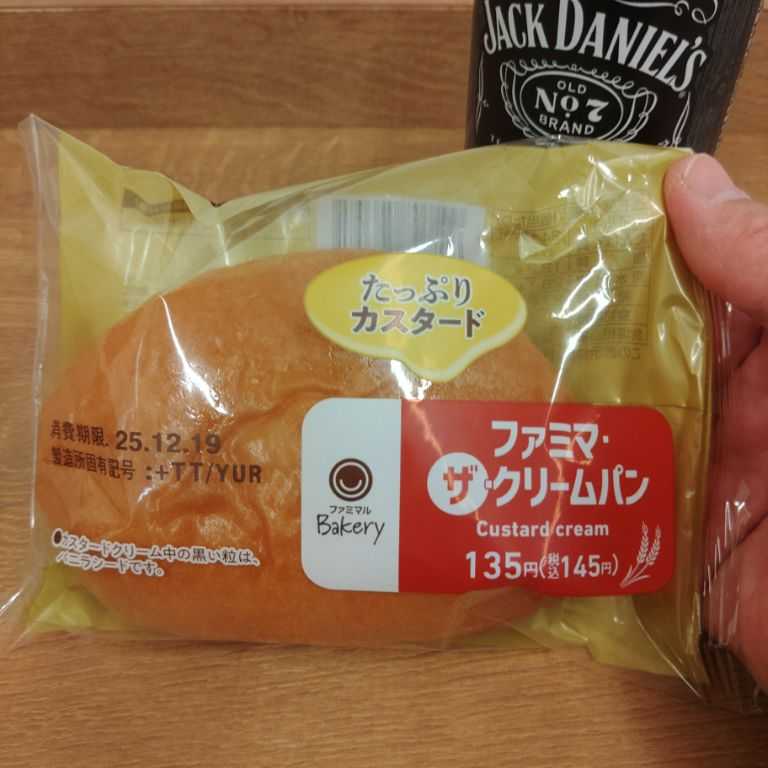 JACK DANIEL'S
OLD
No.7
BRAND
たっぷり
カスタード
消費期限. 25.12.19
製造所固有記号 :+TT/YUR
●カスタードクリーム中の黒い粒は、
バニラシードです。
ファミマル
Bakery
ファミマ・
ザ・クリームパン
Custard cream
135円(税込145円)